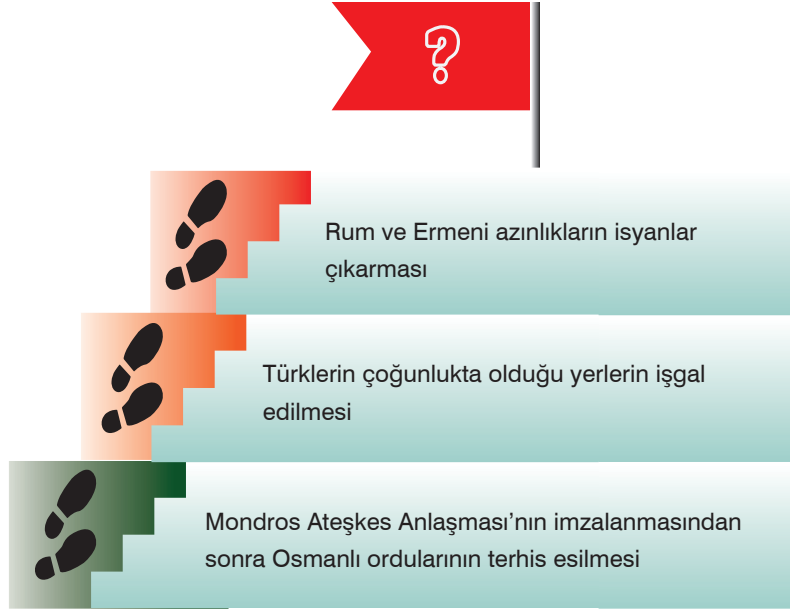 ?
Rum ve Ermeni azınlıkların isyanlar
çıkarması
Türklerin çoğunlukta olduğu yerlerin işgal
edilmesi
Mondros Ateşkes Anlaşması’nın imzalanmasından
sonra Osmanlı ordularının terhis esilmesi